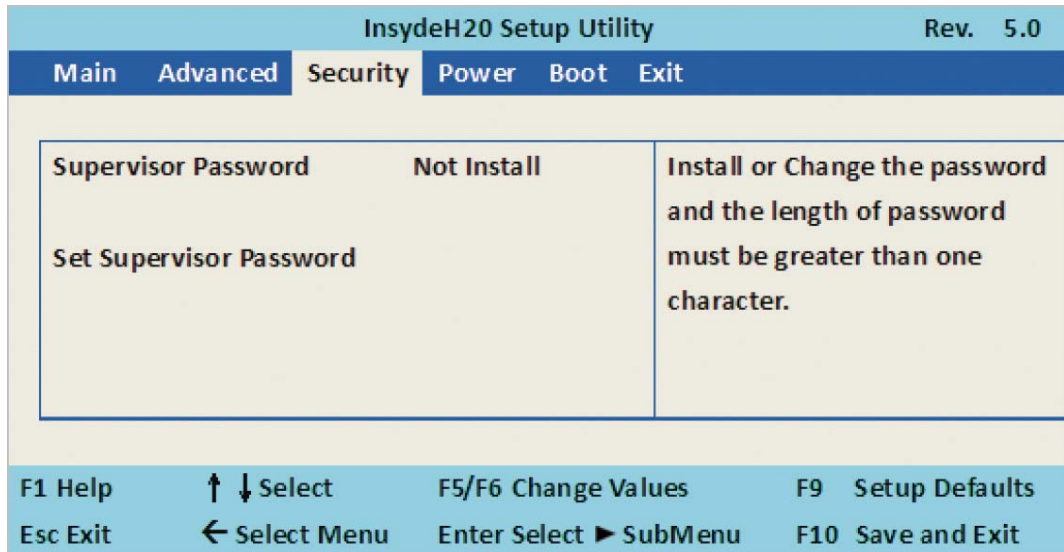 InsydeH20 Setup Utility Rev. 5.0
Main Advanced Security Power Boot Exit
Supervisor Password Not Install
Set Supervisor Password
Install or Change the password
and the length of password
must be greater than one
character.
F1 Help ↑ ↓ Select F5/F6 Change Values F9 Setup Defaults
Esc Exit ← Select Menu Enter Select ► SubMenu F10 Save and Exit